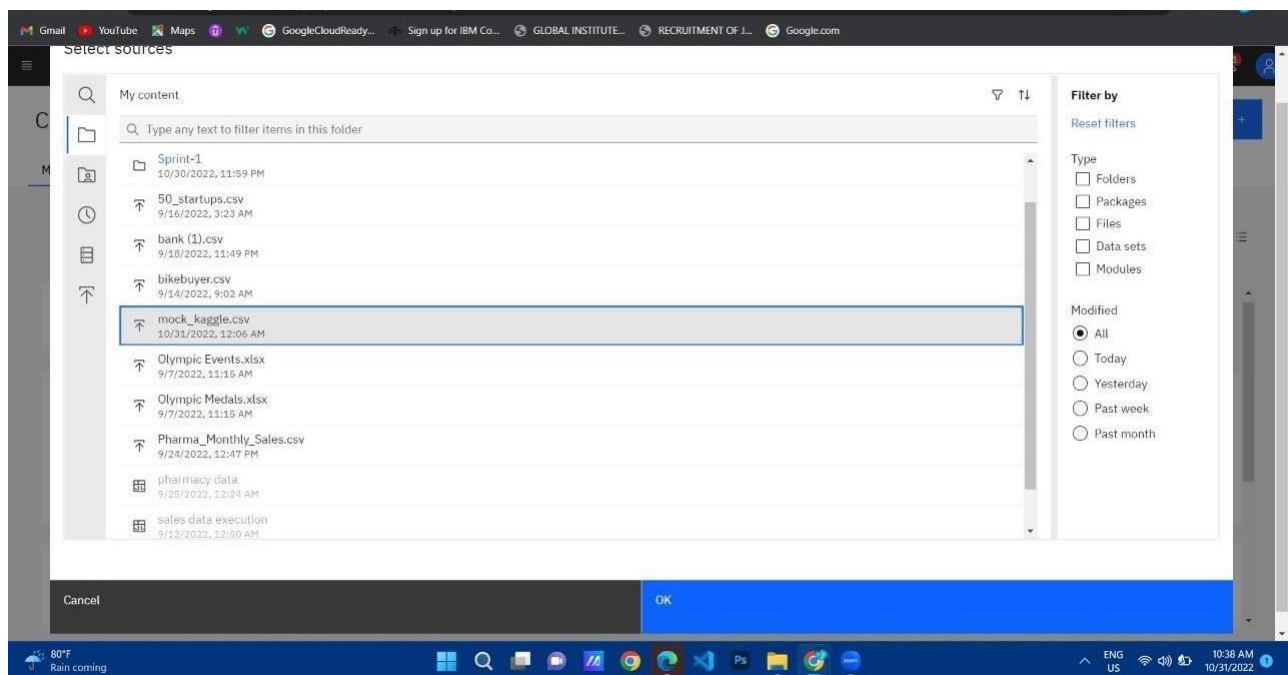 Gmail YouTube Maps GoogleCloudReady... Sign up for IBM Co... GLOBAL INSTITUTE... RECRUITMENT OF J... Google.com
Select sources
My content
Type any text to filter items in this folder
Sprint-1
10/30/2022, 11:59 PM
50_startups.csv
9/16/2022, 3:23 AM
bank (1).csv
9/18/2022, 11:49 PM
bikebuyer.csv
9/14/2022, 9:02 AM
mock_kaggle.csv
10/31/2022, 12:06 AM
Olympic Events.xlsx
9/7/2022, 11:15 AM
Olympic Medals.xlsx
9/7/2022, 11:15 AM
Pharma_Monthly_Sales.csv
9/24/2022, 12:47 PM
pharmacy data
9/25/2022, 12:24 AM
sales data execution
9/12/2022, 12:50 AM
Filter by
Reset filters
Type
Folders
Packages
Files
Data sets
Modules
Modified
All
Today
Yesterday
Past week
Past month
Cancel
OK
80°F
Rain coming
ENG
US
10:38 AM
10/31/2022